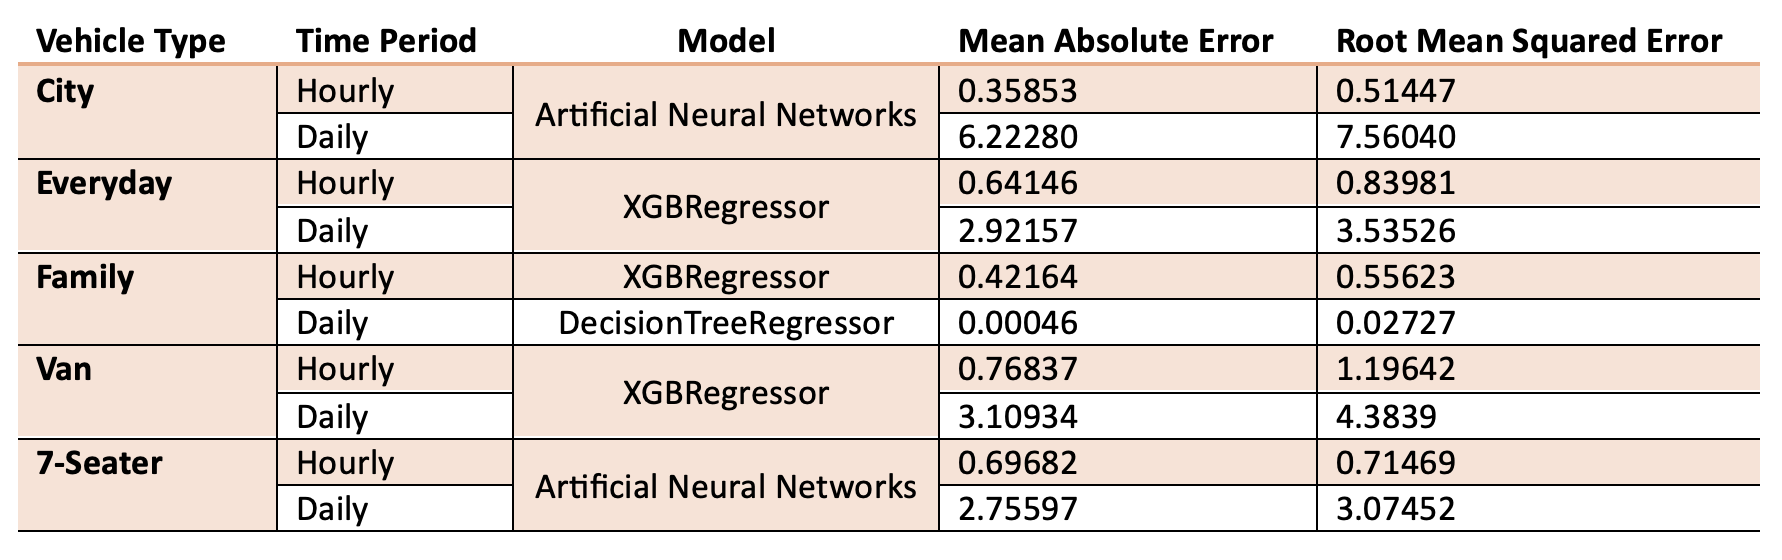 Vehicle Type Time Period Model Mean Absolute Error Root Mean Squared Error
City Hourly Artificial Neural Networks 0.35853 0.51447
Daily 6.22280 7.56040
Everyday Hourly XGBRegressor 0.64146 0.83981
Daily 2.92157 3.53526
Family Hourly XGBRegressor 0.42164 0.55623
Daily DecisionTreeRegressor 0.00046 0.02727
Van Hourly XGBRegressor 0.76837 1.19642
Daily 3.10934 4.3839
7-Seater Hourly Artificial Neural Networks 0.69682 0.71469
Daily 2.75597 3.07452